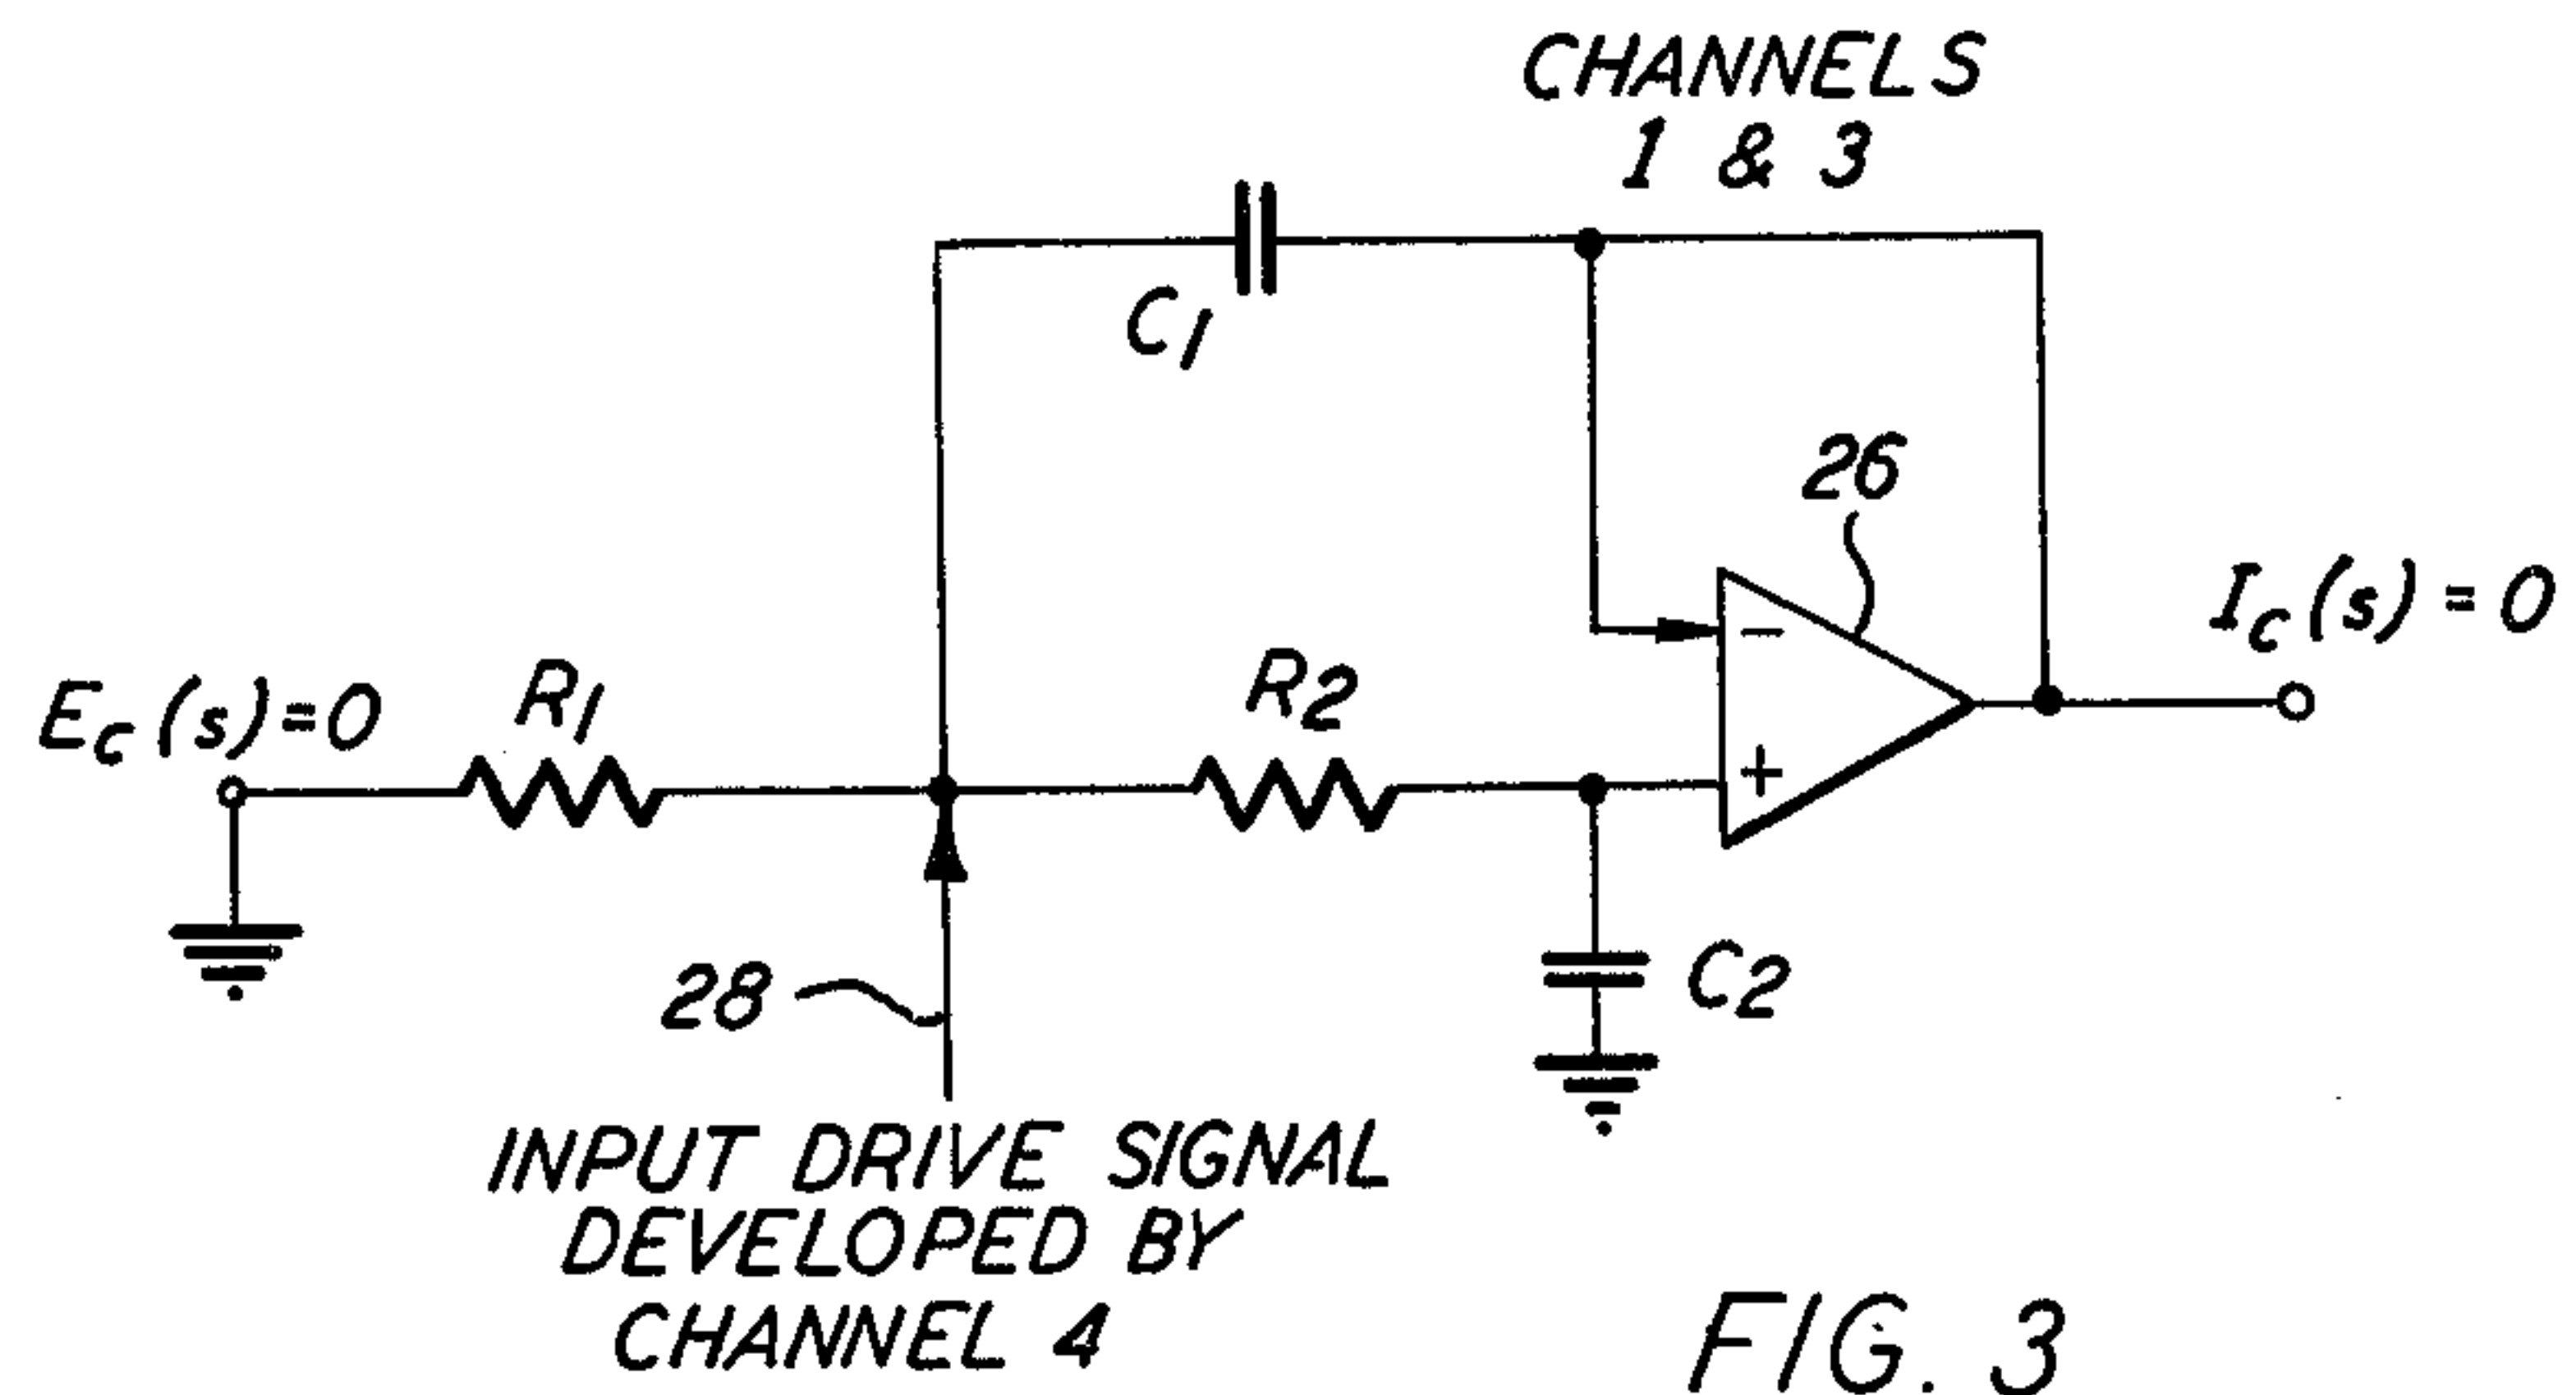 CHANNELS
1 & 3
C1
26
Ic(s) = 0
Ec(s)=0
R1
R2
−
+
28
C2
INPUT DRIVE SIGNAL
DEVELOPED BY
CHANNEL 4
FIG. 3